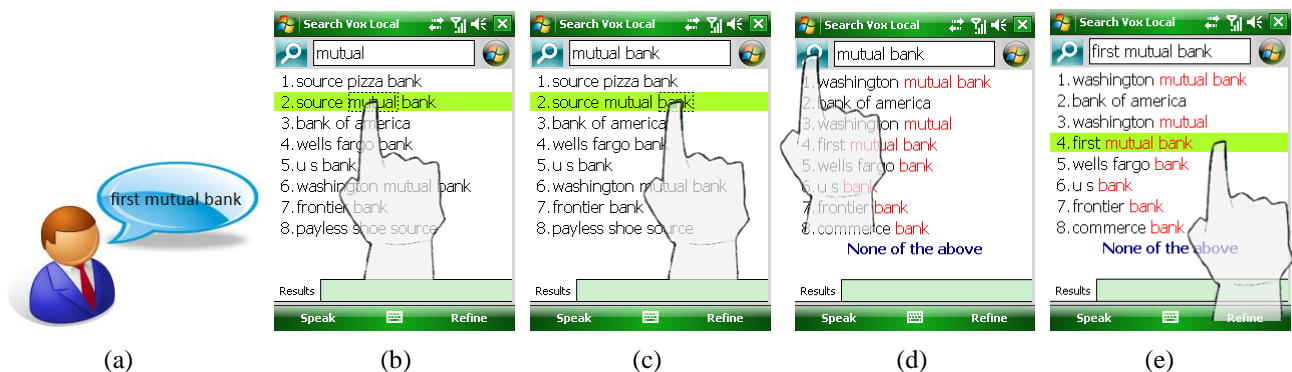 first mutual bank
Search Vox Local
mutual
1. source pizza bank
2. source mutual bank
3. bank of america
4. wells fargo bank
5. u s bank
6. washington mutual bank
7. frontier bank
8. payless shoe source
Results
Speak
Refine
Search Vox Local
mutual bank
1. source pizza bank
2. source mutual bank
3. bank of america
4. wells fargo bank
5. u s bank
6. washington mutual bank
7. frontier bank
8. payless shoe source
Results
Speak
Refine
Search Vox Local
mutual bank
1. washington mutual bank
2. bank of america
3. washington mutual
4. first mutual bank
5. wells fargo bank
6. u s bank
7. frontier bank
8. commerce bank
None of the above
Results
Speak
Refine
Search Vox Local
first mutual bank
1. washington mutual bank
2. bank of america
3. washington mutual
4. first mutual bank
5. wells fargo bank
6. u s bank
7. frontier bank
8. commerce bank
None of the above
Results
Speak
Refine
(a)
(b)
(c)
(d)
(e)